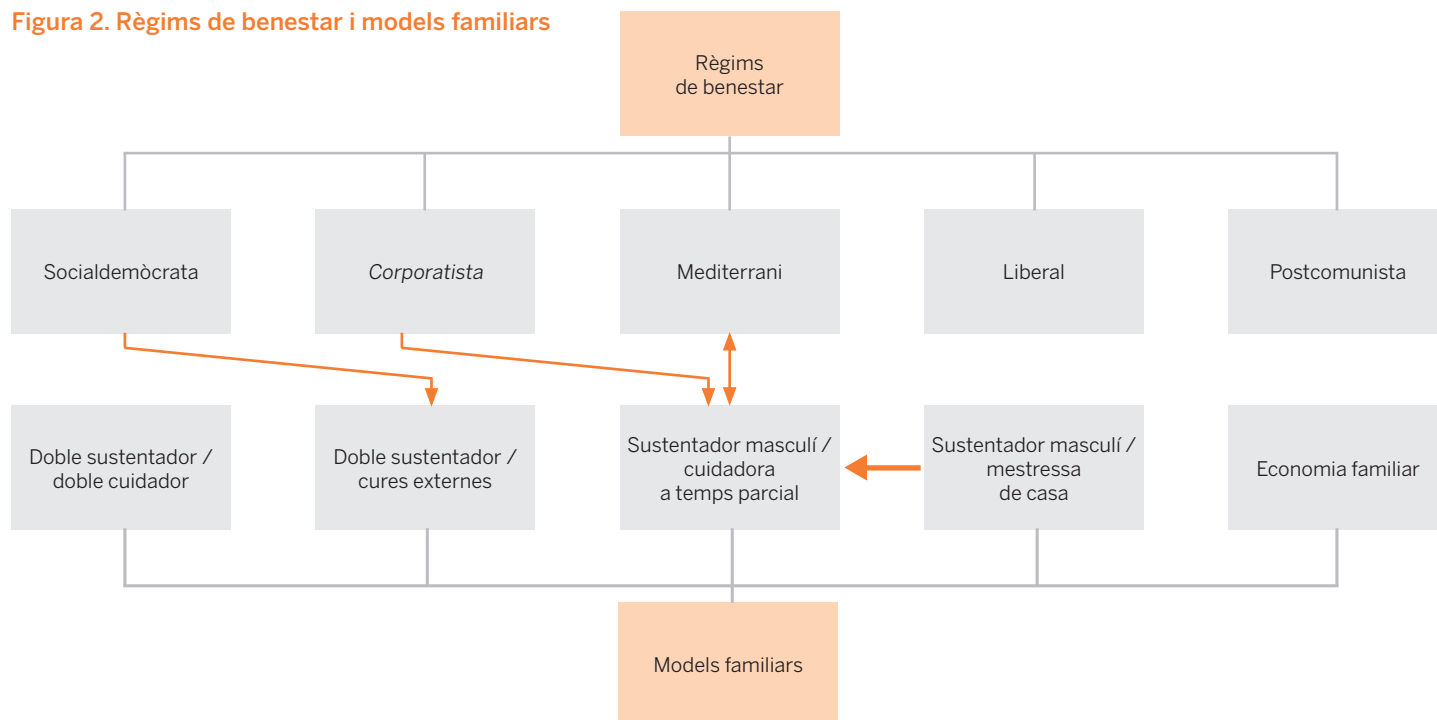 Figura 2. Règims de benestar i models familiars
Règims
de benestar
Socialdemòcrata
Corporatista
Mediterrani
Liberal
Postcomunista
Doble sustentador /
doble cuidador
Doble sustentador /
cures externes
Sustentador masculí /
cuidadora
a temps parcial
Sustentador masculí /
mestressa
de casa
Economia familiar
Models familiars